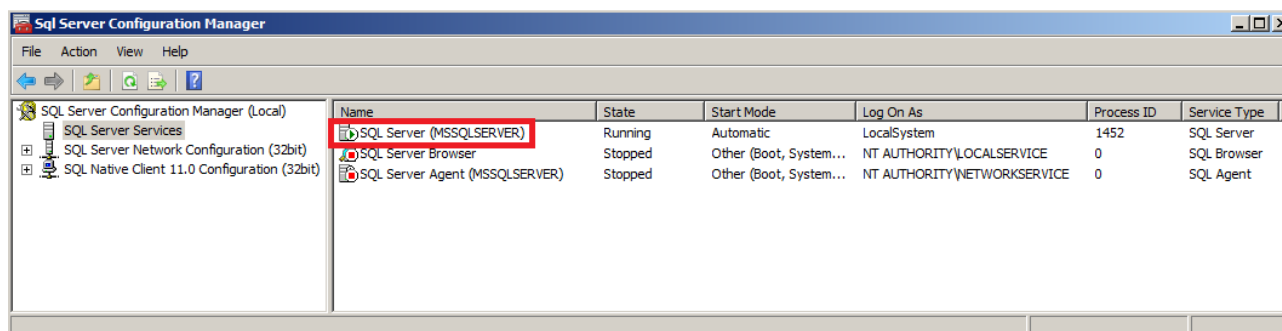 Sql Server Configuration Manager
File Action View Help
SQL Server Configuration Manager (Local)
SQL Server Services
SQL Server Network Configuration (32bit)
SQL Native Client 11.0 Configuration (32bit)
Name State Start Mode Log On As Process ID Service Type
SQL Server (MSSQLSERVER) Running Automatic LocalSystem 1452 SQL Server
SQL Server Browser Stopped Other (Boot, System... NT AUTHORITY\LOCALSERVICE 0 SQL Browser
SQL Server Agent (MSSQLSERVER) Stopped Other (Boot, System... NT AUTHORITY\NETWORKSERVICE 0 SQL Agent